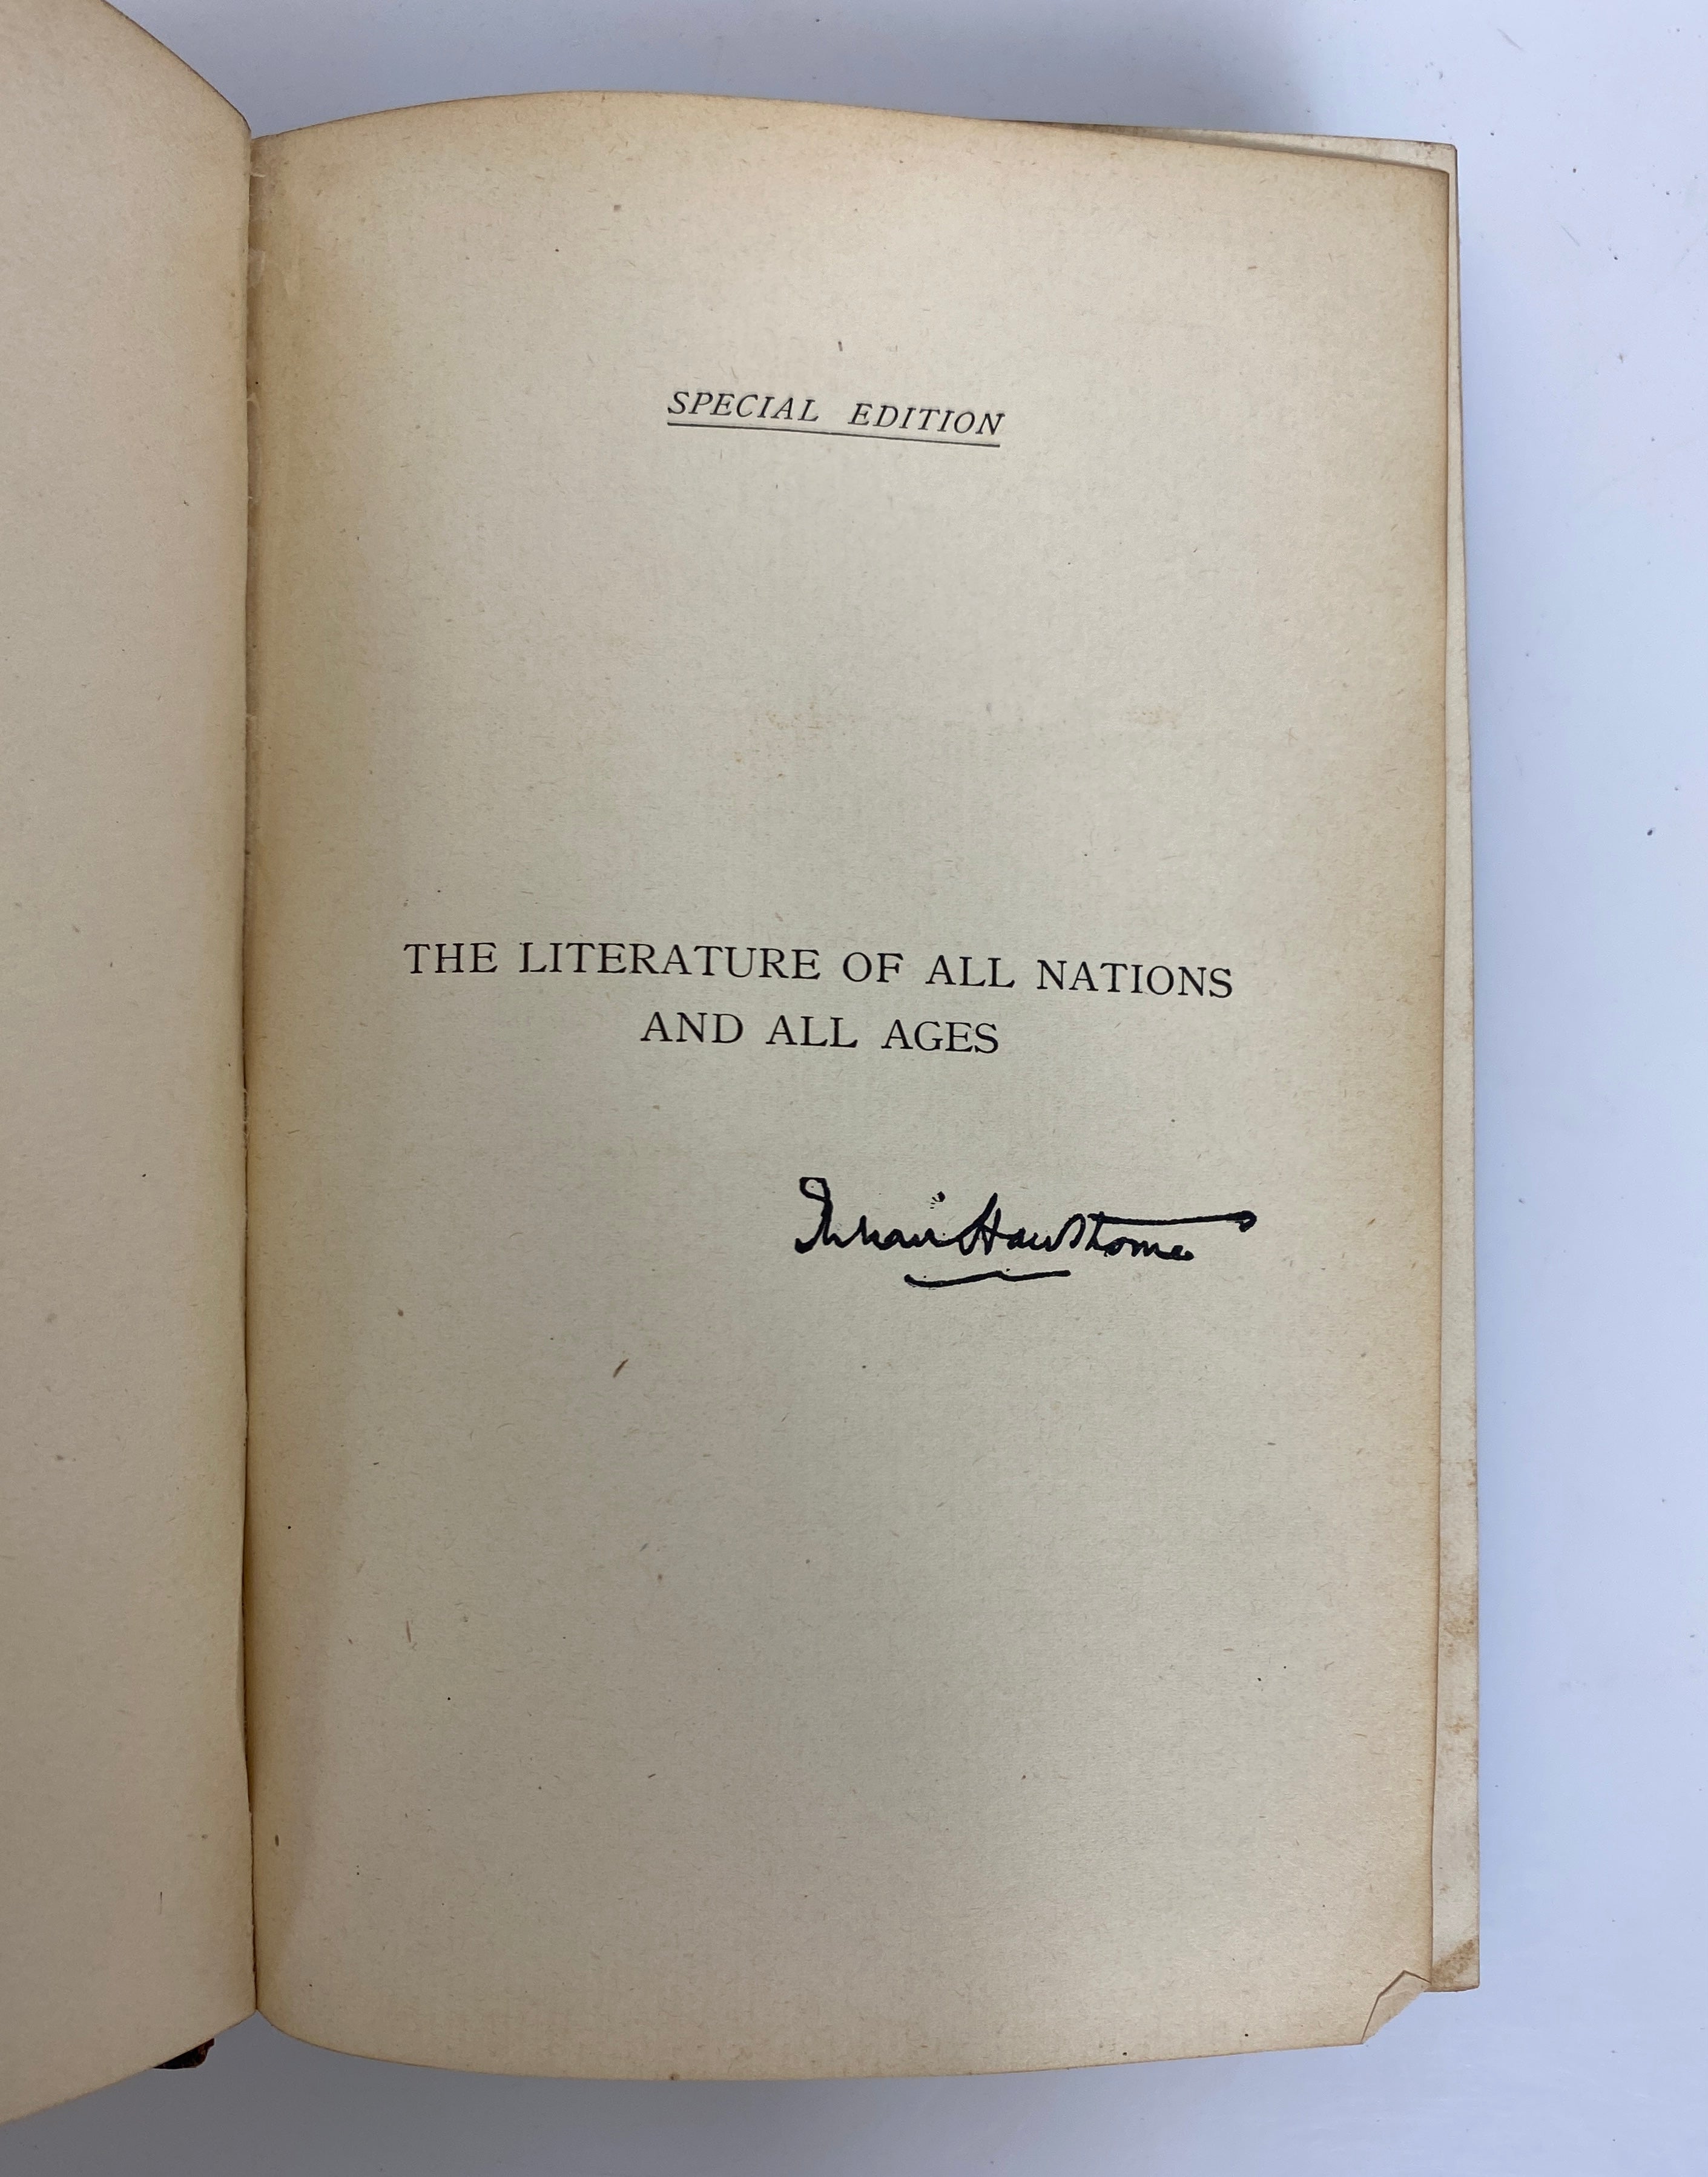 SPECIAL EDITION
THE LITERATURE OF ALL NATIONS
AND ALL AGES
Julian Hawthorne